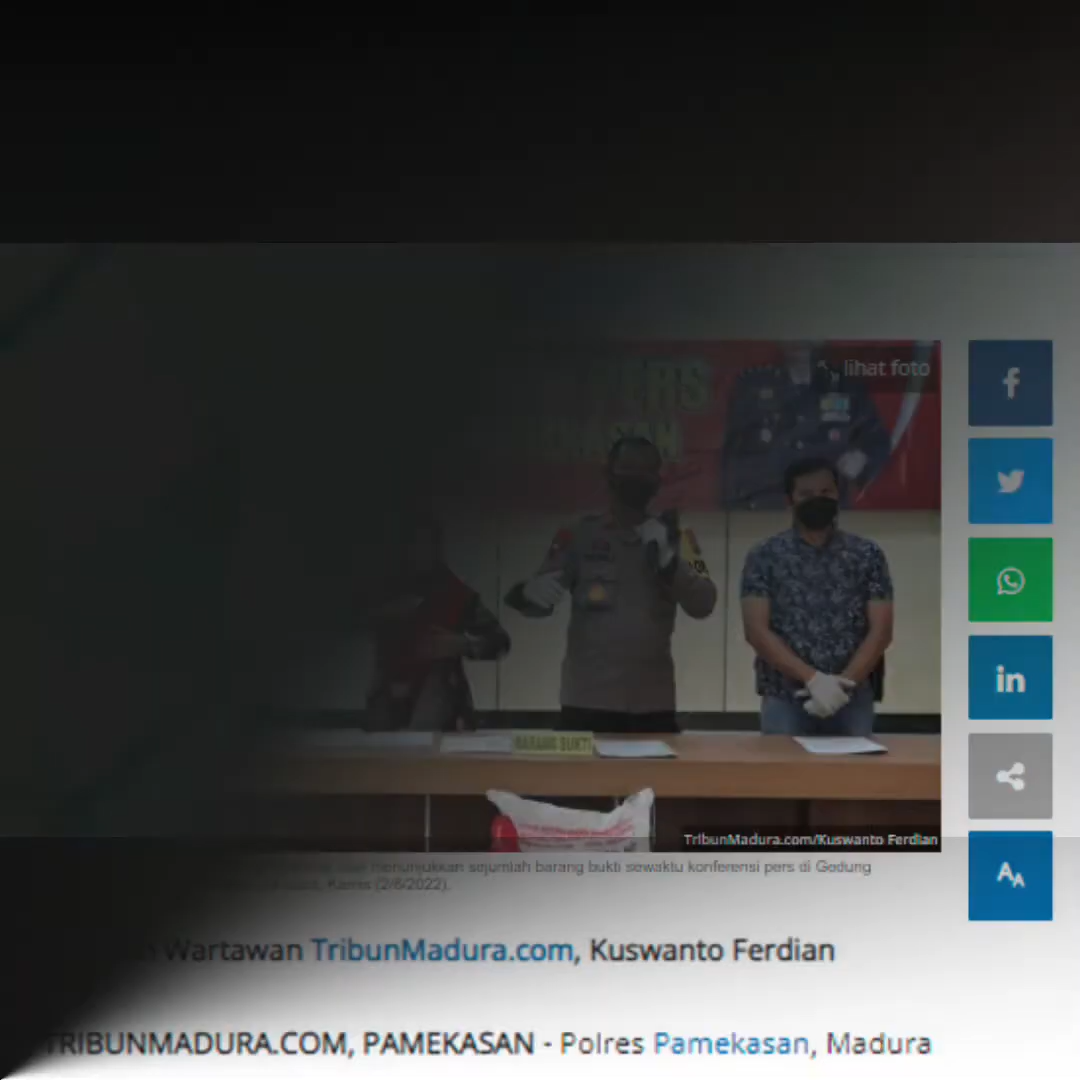 lihat foto
PERS
BARANG BUKTI
TribunMadura.com/Kuswanto Ferdian
menunjukkan sejumlah barang bukti sewaktu konferensi pers di Gedung
Kamis (2/6/2022).
Wartawan TribunMadura.com, Kuswanto Ferdian
TRIBUNMADURA.COM, PAMEKASAN - Polres Pamekasan, Madura